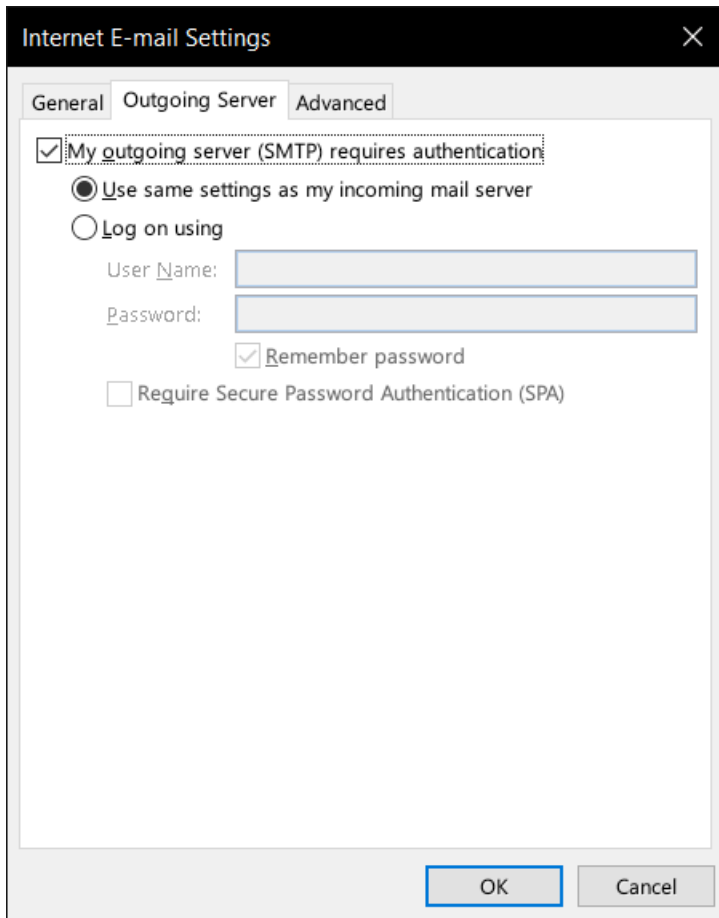 Internet E-mail Settings
General Outgoing Server Advanced
My outgoing server (SMTP) requires authentication
Use same settings as my incoming mail server
Log on using
User Name:
Password:
Remember password
Require Secure Password Authentication (SPA)
OK Cancel